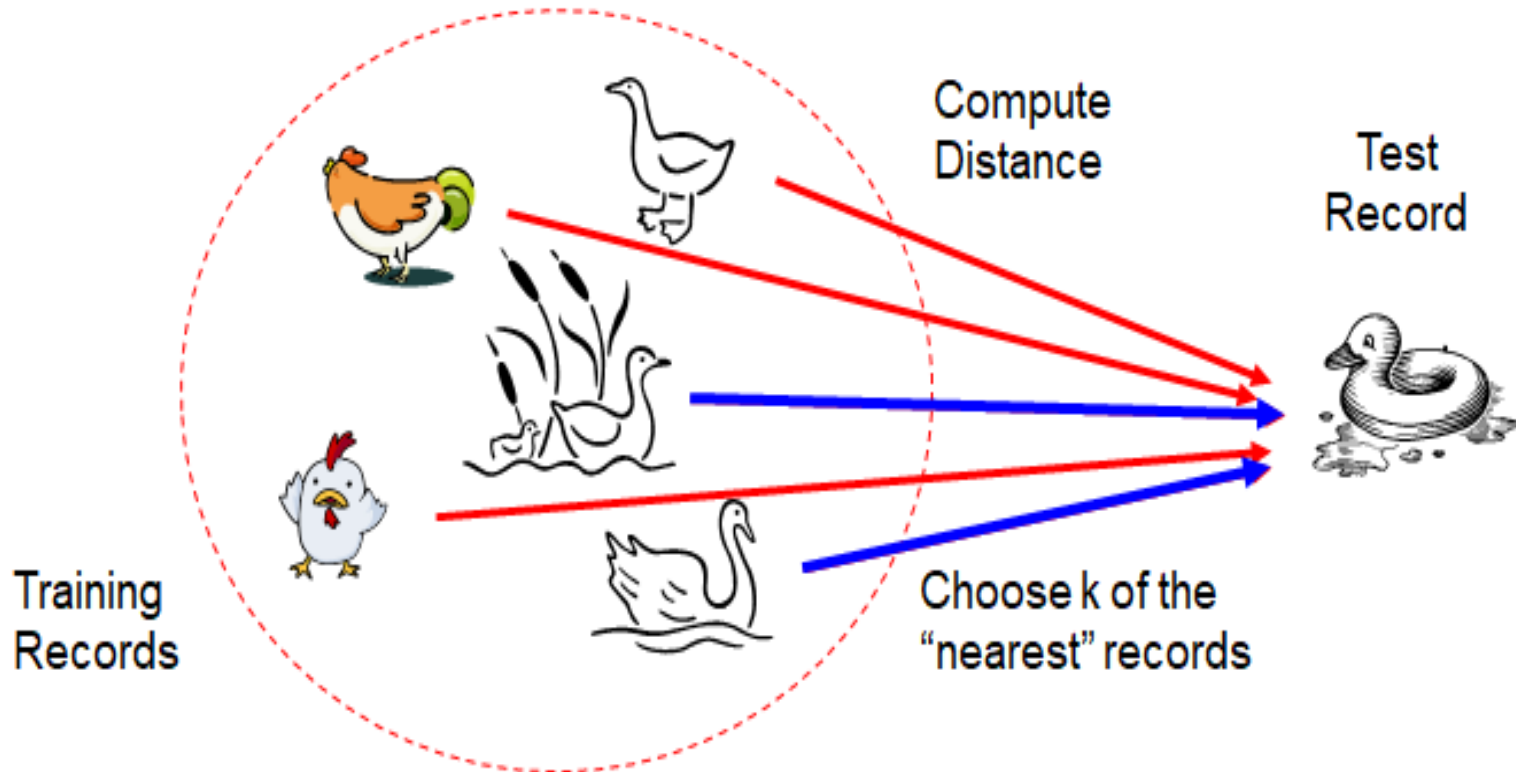 Compute
Distance
Test
Record
Training
Records
Choose k of the
“nearest” records